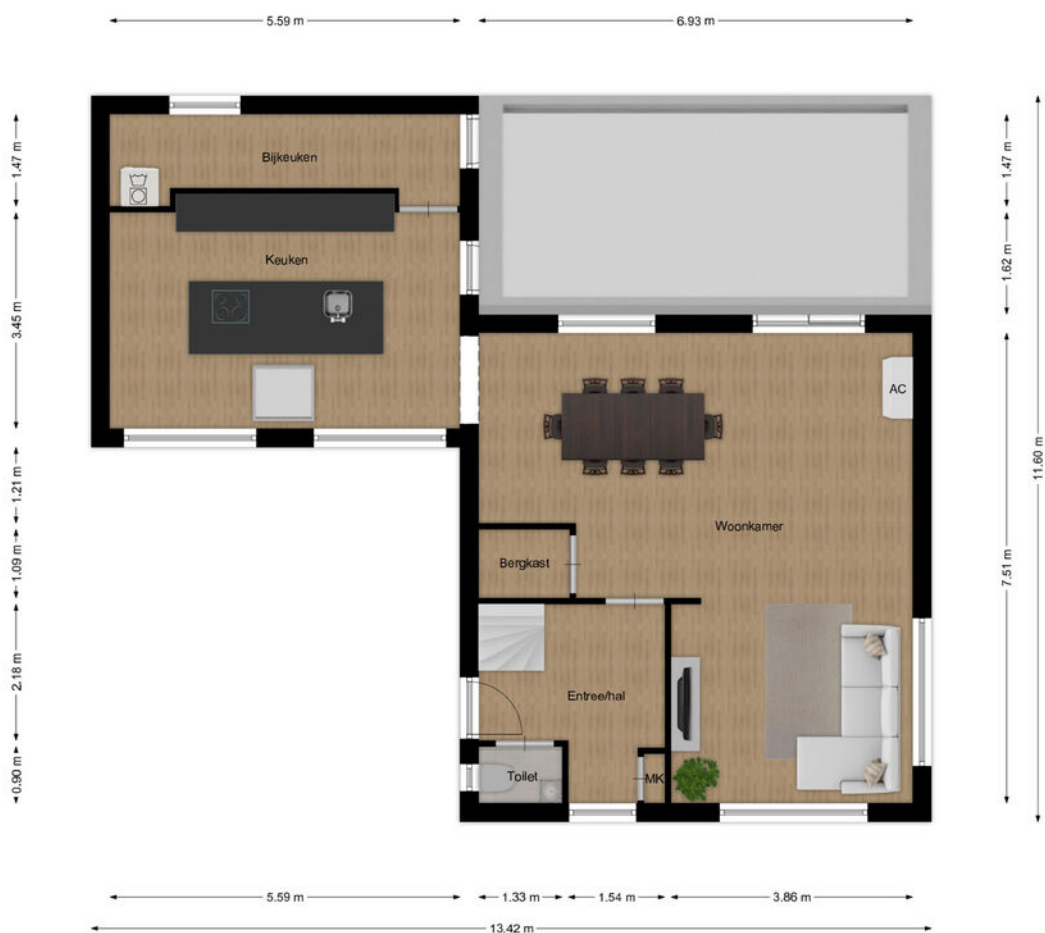 5.59 m
6.93 m
1.47 m
3.45 m
1.21 m
1.09 m
2.18 m
0.90 m
Bijkeuken
Keuken
AC
Woonkamer
Bergkast
Entree/hal
Toilet
MK
1.47 m
1.62 m
7.51 m
11.60 m
5.59 m
1.33 m
1.54 m
3.86 m
13.42 m